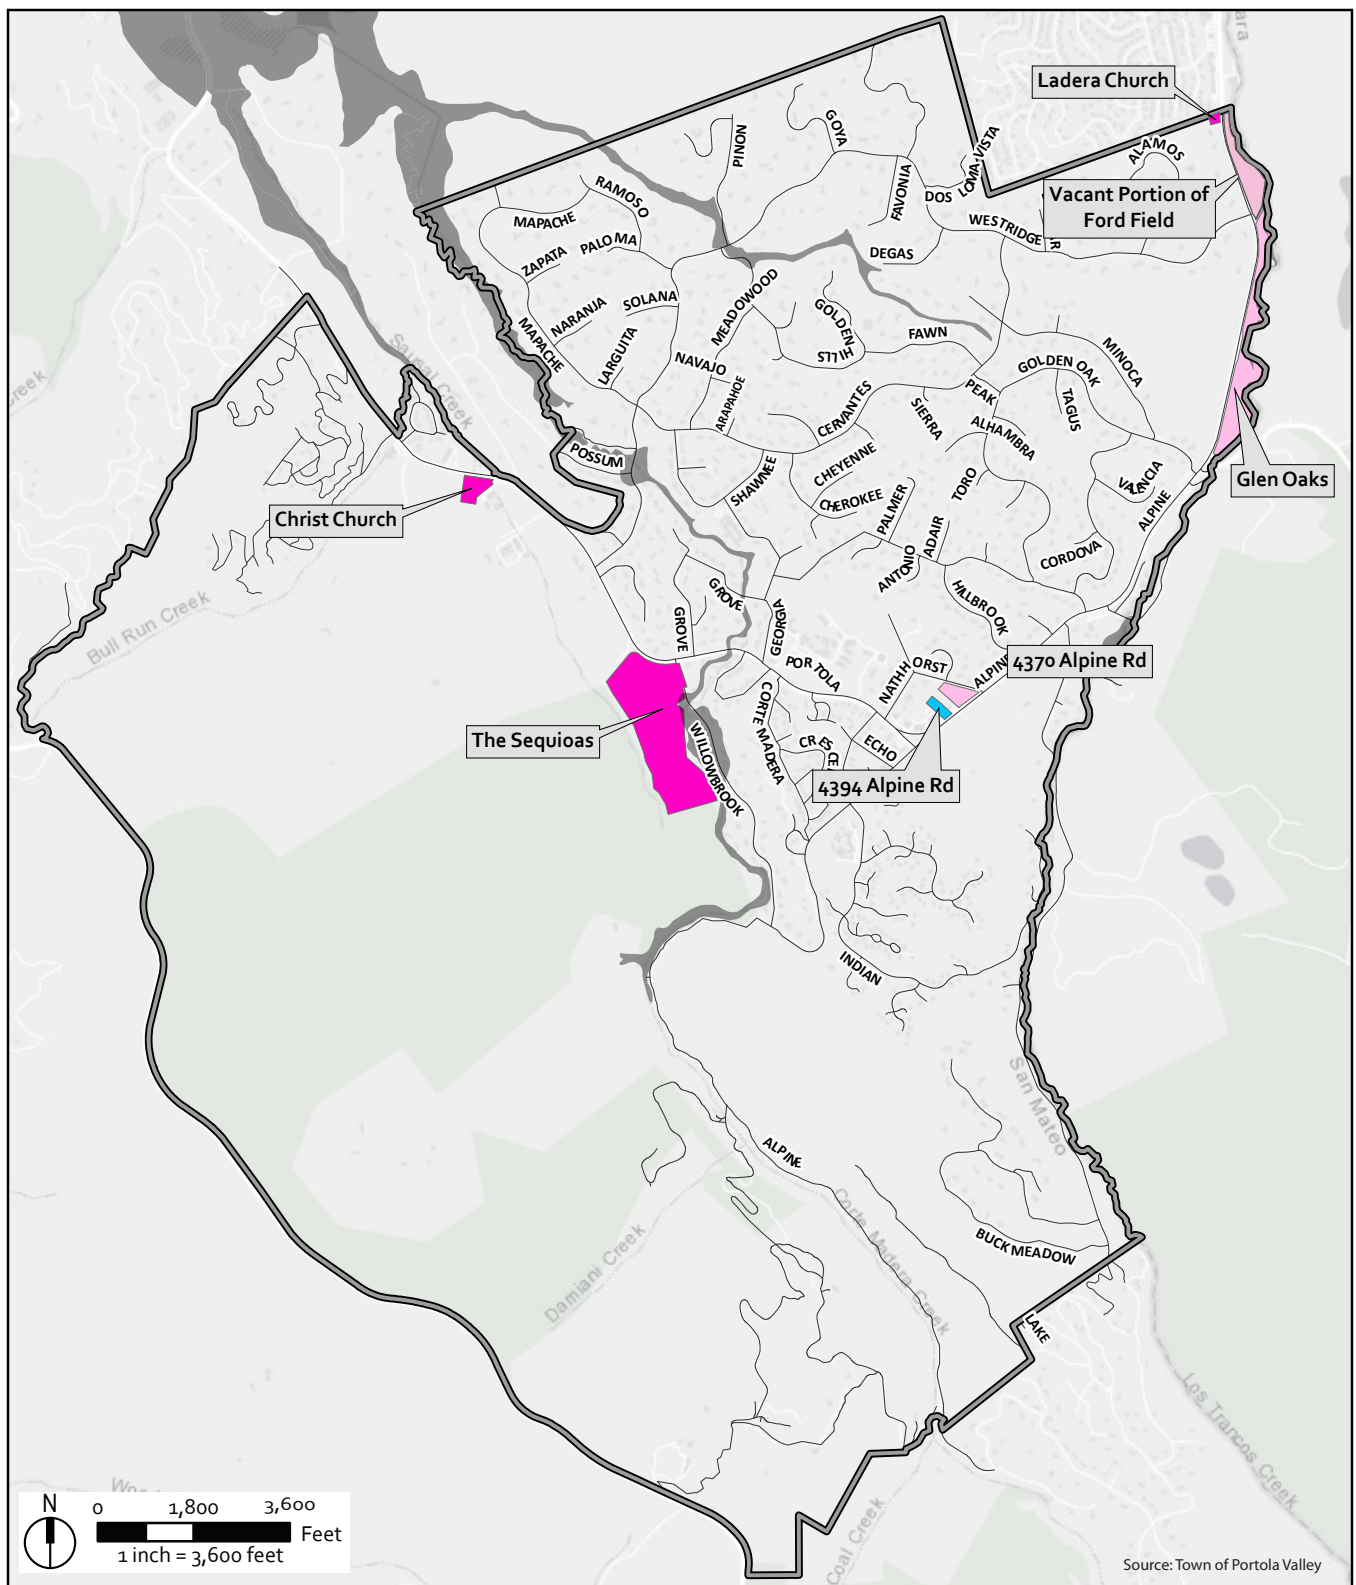 ara
Ladera Church
Vacant Portion of
Ford Field
Glen Oaks
Christ Church
The Sequioas
4370 Alpine Rd
4394 Alpine Rd
PINON
GOYA
ALAMOS
LOMA VISTA
FAVONIA
DOS
RAMOSO
MAPACHE
WESTRIDGE
PALOMA
ZAPATA
DEGAS
MEADOWOOD
SOLANA
NARANJA
GOLDEN
HILLS
FAWN
MAPACHE
LARGUITA
NAVAJO
MINOCA
GOLDEN OAK
ARAPAHOE
PEAK
TAGUS
CERVANTES
SIERRA
ALHAMBRA
Creek
Sausal Creek
POSSUM
CHEYENNE
SHAWNEE
VALENCIA
TORO
CHEROKEE
PALMER
ALPINE
ADAIR
CORDOVA
ANTONIO
HILLBROOK
GROVE
GROVE
GEORGIA
Bull Run Creek
PORTOLA
NATHHORST
ALPINE
CORTE MADERA
WILLOWBROOK
ECHO
INDIAN
San Mateo
ALPINE
Corte Madera Creek
Damiani Creek
BUCK MEADOW
LAKE
Los Trancos Creek
Coal Creek
N
0 1,800 3,600
Feet
1 inch = 3,600 feet
Source: Town of Portola Valley